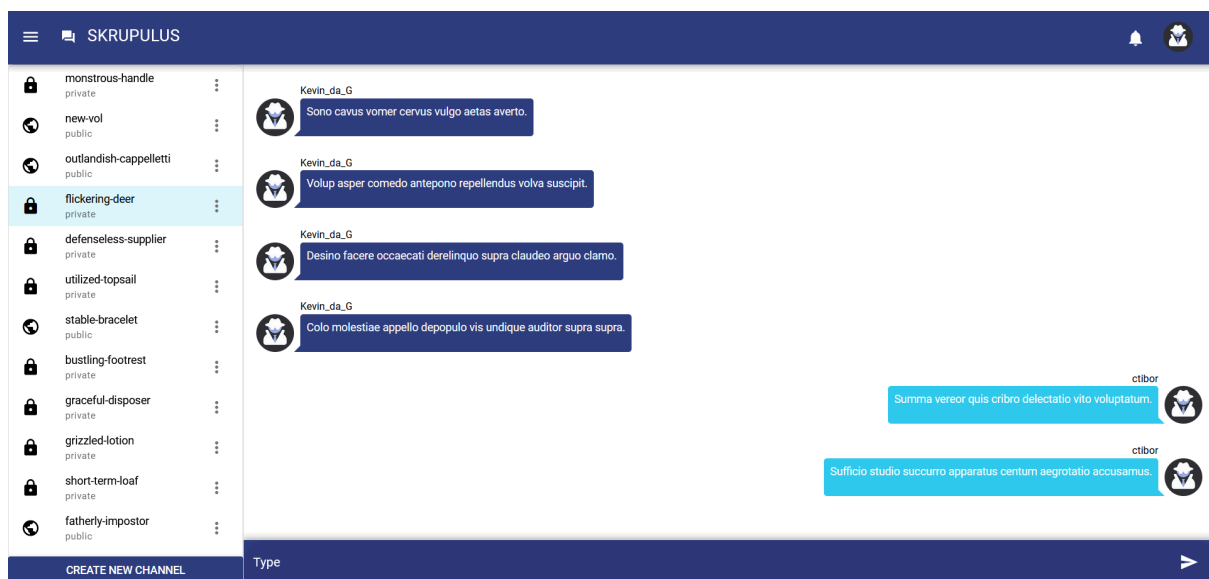 SKRUPULUS
monstrous-handle
private
new-vol
public
outlandish-cappelletti
public
flickering-deer
private
defenseless-supplier
private
utilized-topsail
private
stable-bracelet
public
bustling-footrest
private
graceful-disposer
private
grizzled-lotion
private
short-term-loaf
private
fatherly-impostor
public
CREATE NEW CHANNEL
Kevin_da_G
Sono cavus vomer cervus vulgo aetas averto.
Kevin_da_G
Volup asper comedo antepono repellendus volva suscipit.
Kevin_da_G
Desino facere occaecati derelinquo supra claudeo arguo clamo.
Kevin_da_G
Colo molestiae appello depopulo vis undique auditor supra supra.
ctibor
Summa vereor quis cribro delectatio vito voluptatum.
ctibor
Sufficio studio succurro apparatus centum aegrotatio accusamus.
Type